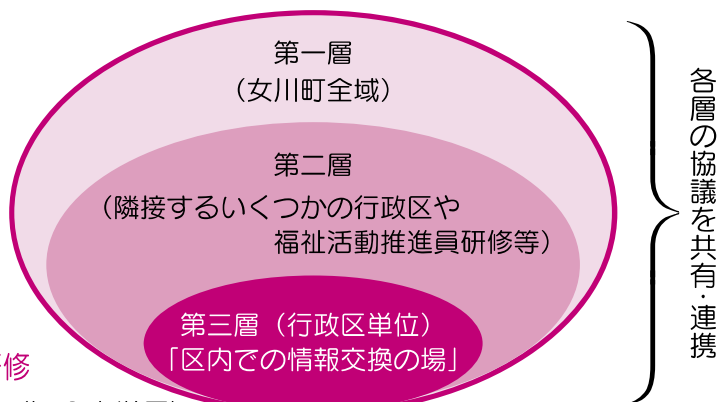 第一層
（女川町全域）
第二層
（隣接するいくつかの行政区や
福祉活動推進員研修等）
第三層（行政区単位）
「区内での情報交換の場」
各層の協議を共有・連携
修